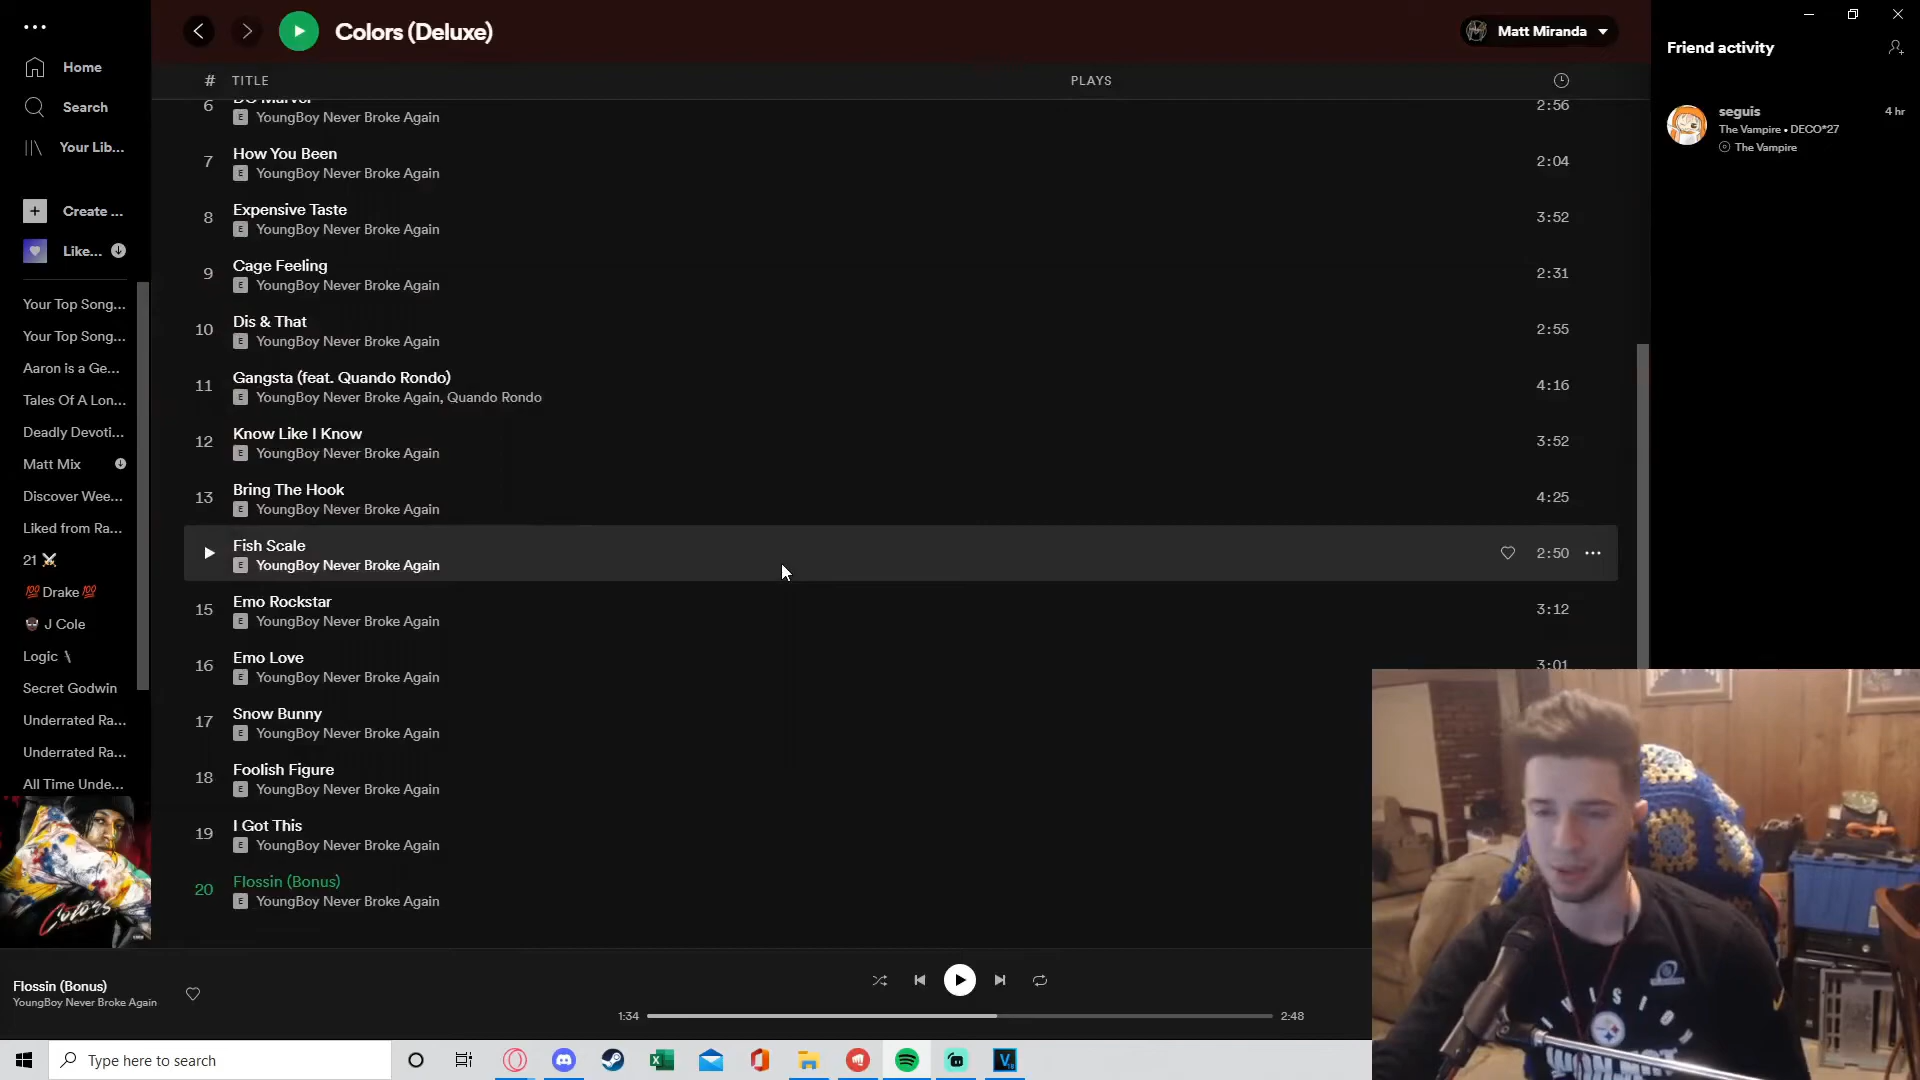 Colors (Deluxe)
Matt Miranda
Friend activity
Home
Search
Your Lib...
Create ...
Like...
Your Top Song...
Your Top Song...
Aaron is a Ge...
Tales Of A Lon...
Deadly Devoti...
Matt Mix
Discover Wee...
Liked from Ra...
21 ⚔
💯 Drake 💯
J Cole
Logic \
Secret Godwin
Underrated Ra...
Underrated Ra...
All Time Unde...
# TITLE PLAYS
6 2:56
E YoungBoy Never Broke Again
7 How You Been 2:04
E YoungBoy Never Broke Again
8 Expensive Taste 3:52
E YoungBoy Never Broke Again
9 Cage Feeling 2:31
E YoungBoy Never Broke Again
10 Dis & That 2:55
E YoungBoy Never Broke Again
11 Gangsta (feat. Quando Rondo) 4:16
E YoungBoy Never Broke Again, Quando Rondo
12 Know Like I Know 3:52
E YoungBoy Never Broke Again
13 Bring The Hook 4:25
E YoungBoy Never Broke Again
Fish Scale 2:50
E YoungBoy Never Broke Again
15 Emo Rockstar 3:12
E YoungBoy Never Broke Again
16 Emo Love 3:01
E YoungBoy Never Broke Again
17 Snow Bunny
E YoungBoy Never Broke Again
18 Foolish Figure
E YoungBoy Never Broke Again
19 I Got This
E YoungBoy Never Broke Again
20 Flossin (Bonus)
E YoungBoy Never Broke Again
seguis 4 hr
The Vampire • DECO*27
The Vampire
Colors
Flossin (Bonus)
YoungBoy Never Broke Again
1:34 2:48
Type here to search